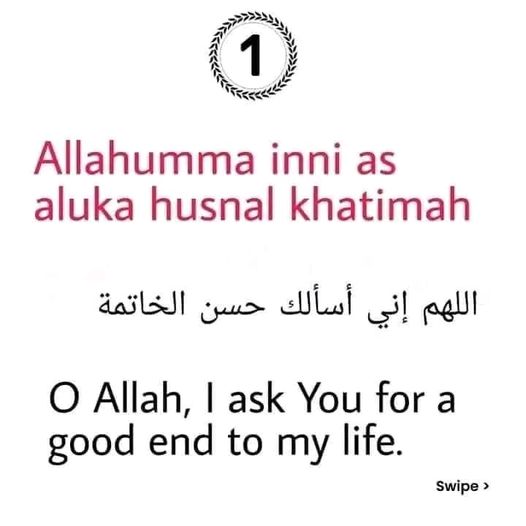 1
Allahumma inni as
aluka husnal khatimah
اللهم إني أسألك حسن الخاتمة
O Allah, I ask You for a
good end to my life.
Swipe >